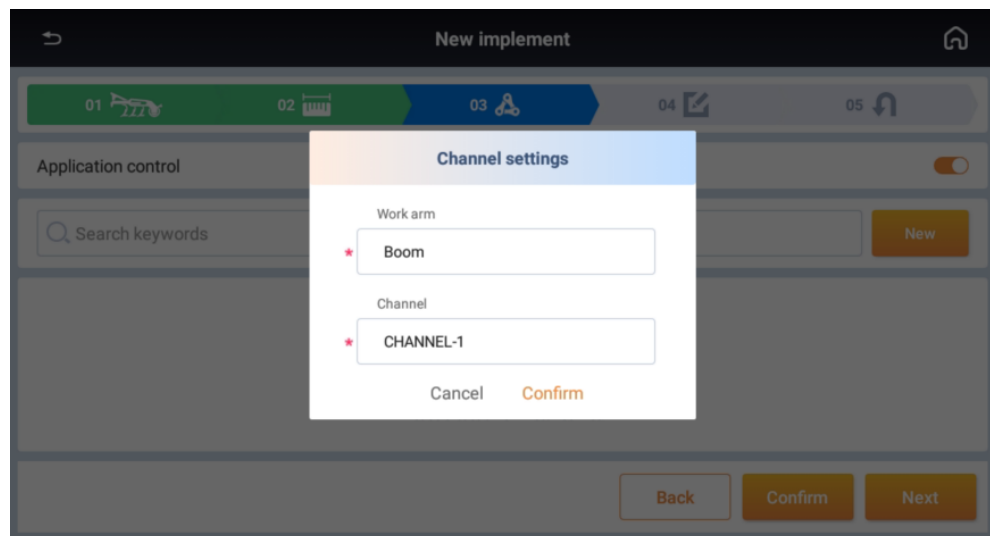 New implement
01 02 03 04 05
Application control
Channel settings
Search keywords
New
Work arm
* Boom
Channel
* CHANNEL-1
Cancel Confirm
Back Confirm Next